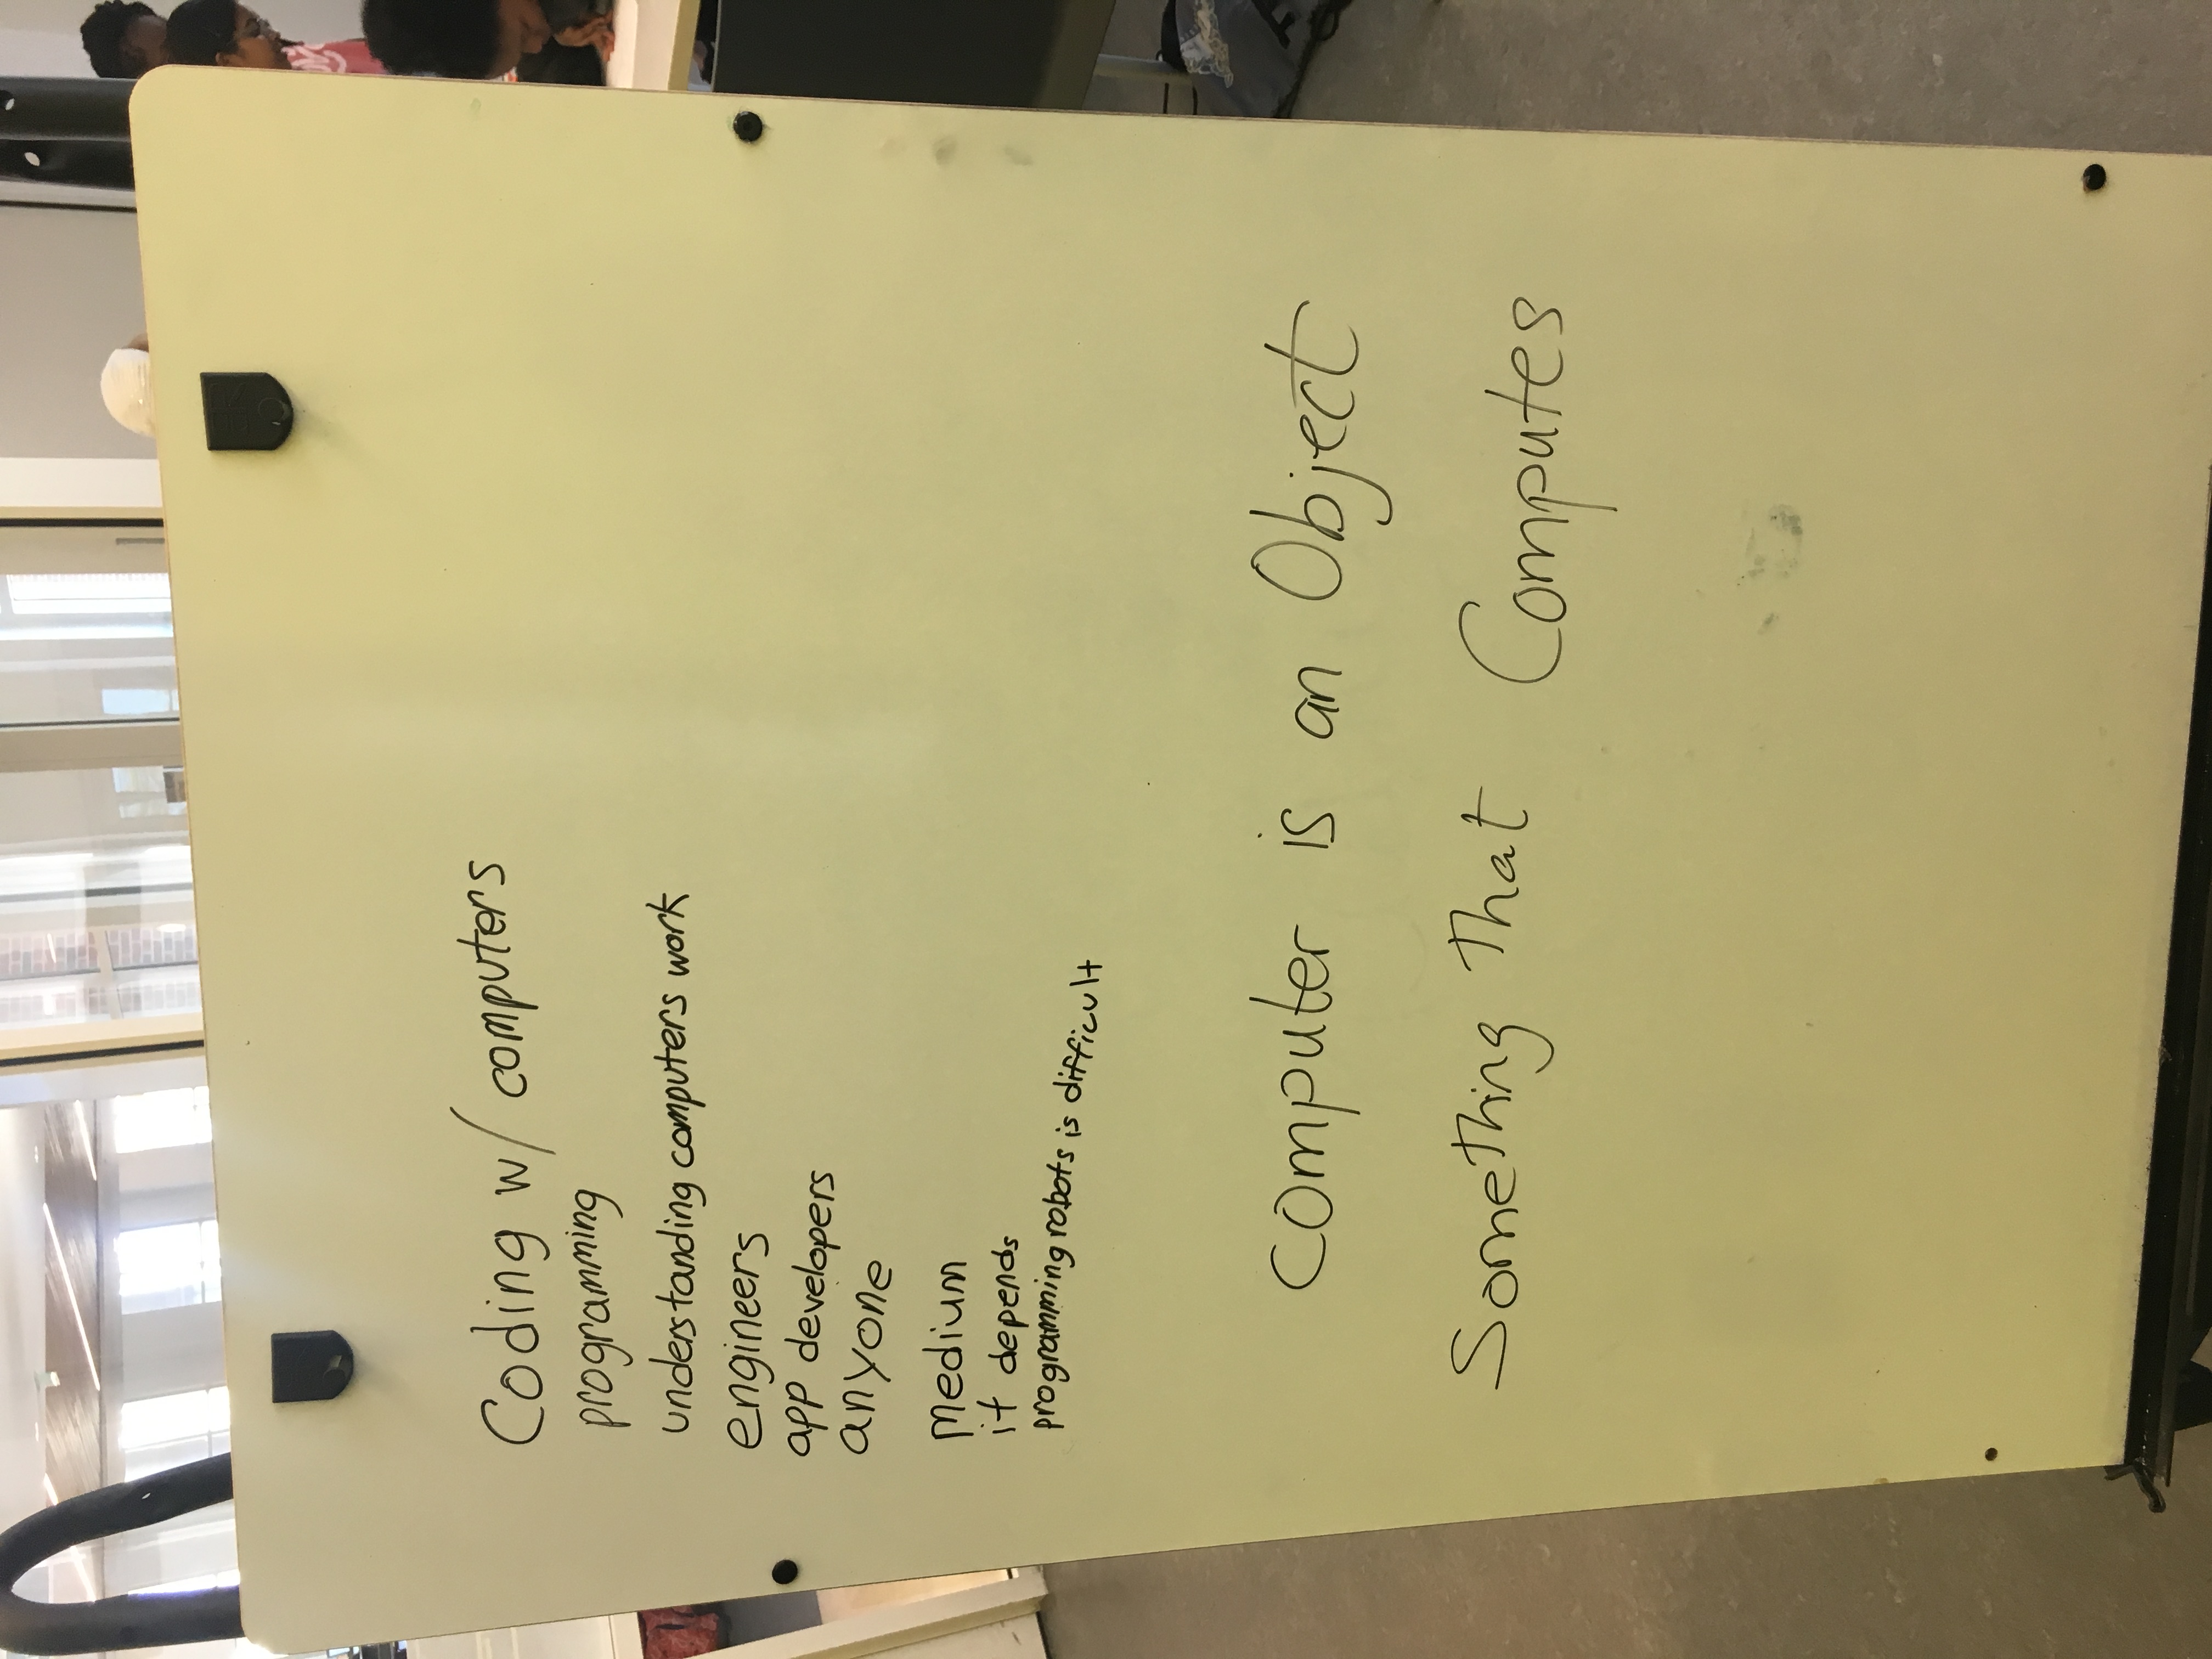 Coding w/ computers
programming
understanding computers work
engineers
app developers
anyone
medium
it depends
programming robots is difficult
Computer is an Object
Something That Computes